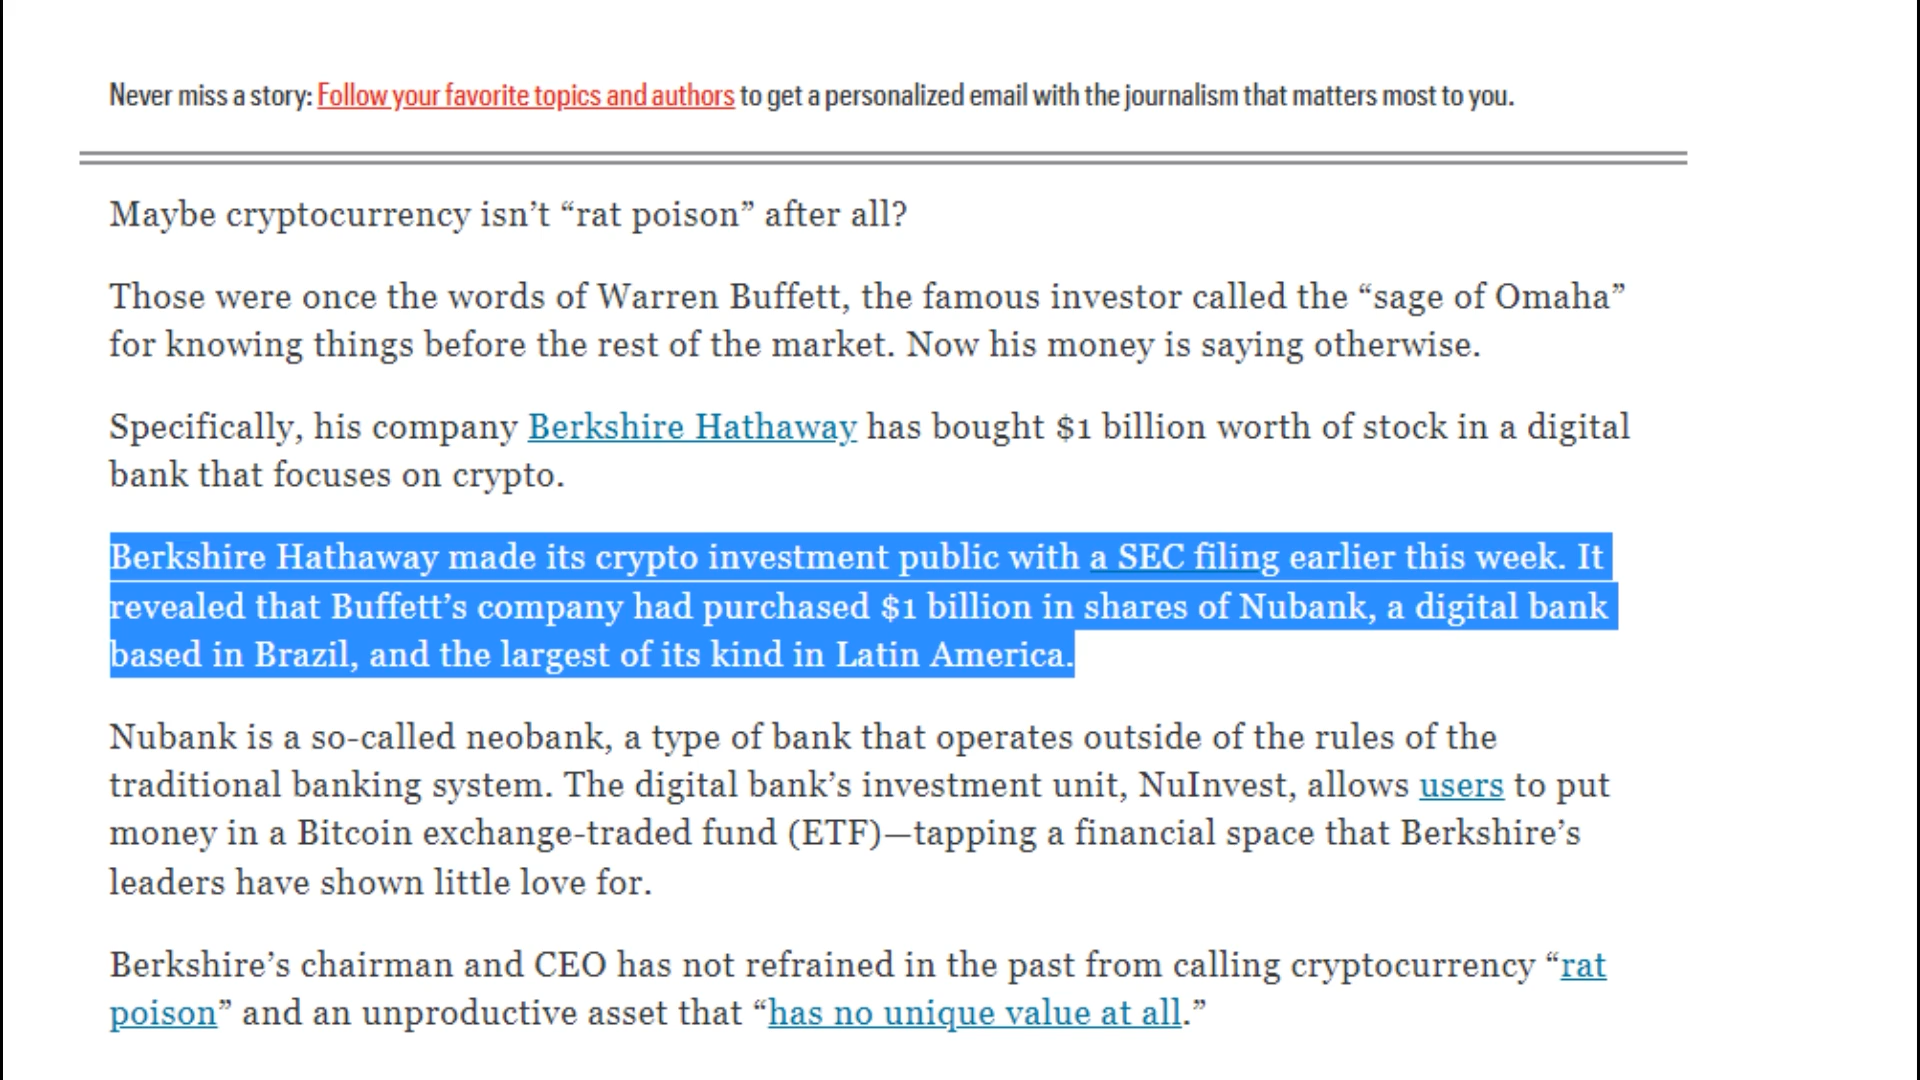 Never miss a story: Follow your favorite topics and authors to get a personalized email with the journalism that matters most to you.
Maybe cryptocurrency isn’t “rat poison” after all?
Those were once the words of Warren Buffett, the famous investor called the “sage of Omaha”
for knowing things before the rest of the market. Now his money is saying otherwise.
Specifically, his company Berkshire Hathaway has bought $1 billion worth of stock in a digital
bank that focuses on crypto.
Berkshire Hathaway made its crypto investment public with a SEC filing earlier this week. It
revealed that Buffett’s company had purchased $1 billion in shares of Nubank, a digital bank
based in Brazil, and the largest of its kind in Latin America.
Nubank is a so-called neobank, a type of bank that operates outside of the rules of the
traditional banking system. The digital bank’s investment unit, NuInvest, allows users to put
money in a Bitcoin exchange-traded fund (ETF)—tapping a financial space that Berkshire’s
leaders have shown little love for.
Berkshire’s chairman and CEO has not refrained in the past from calling cryptocurrency “rat
poison” and an unproductive asset that “has no unique value at all.”